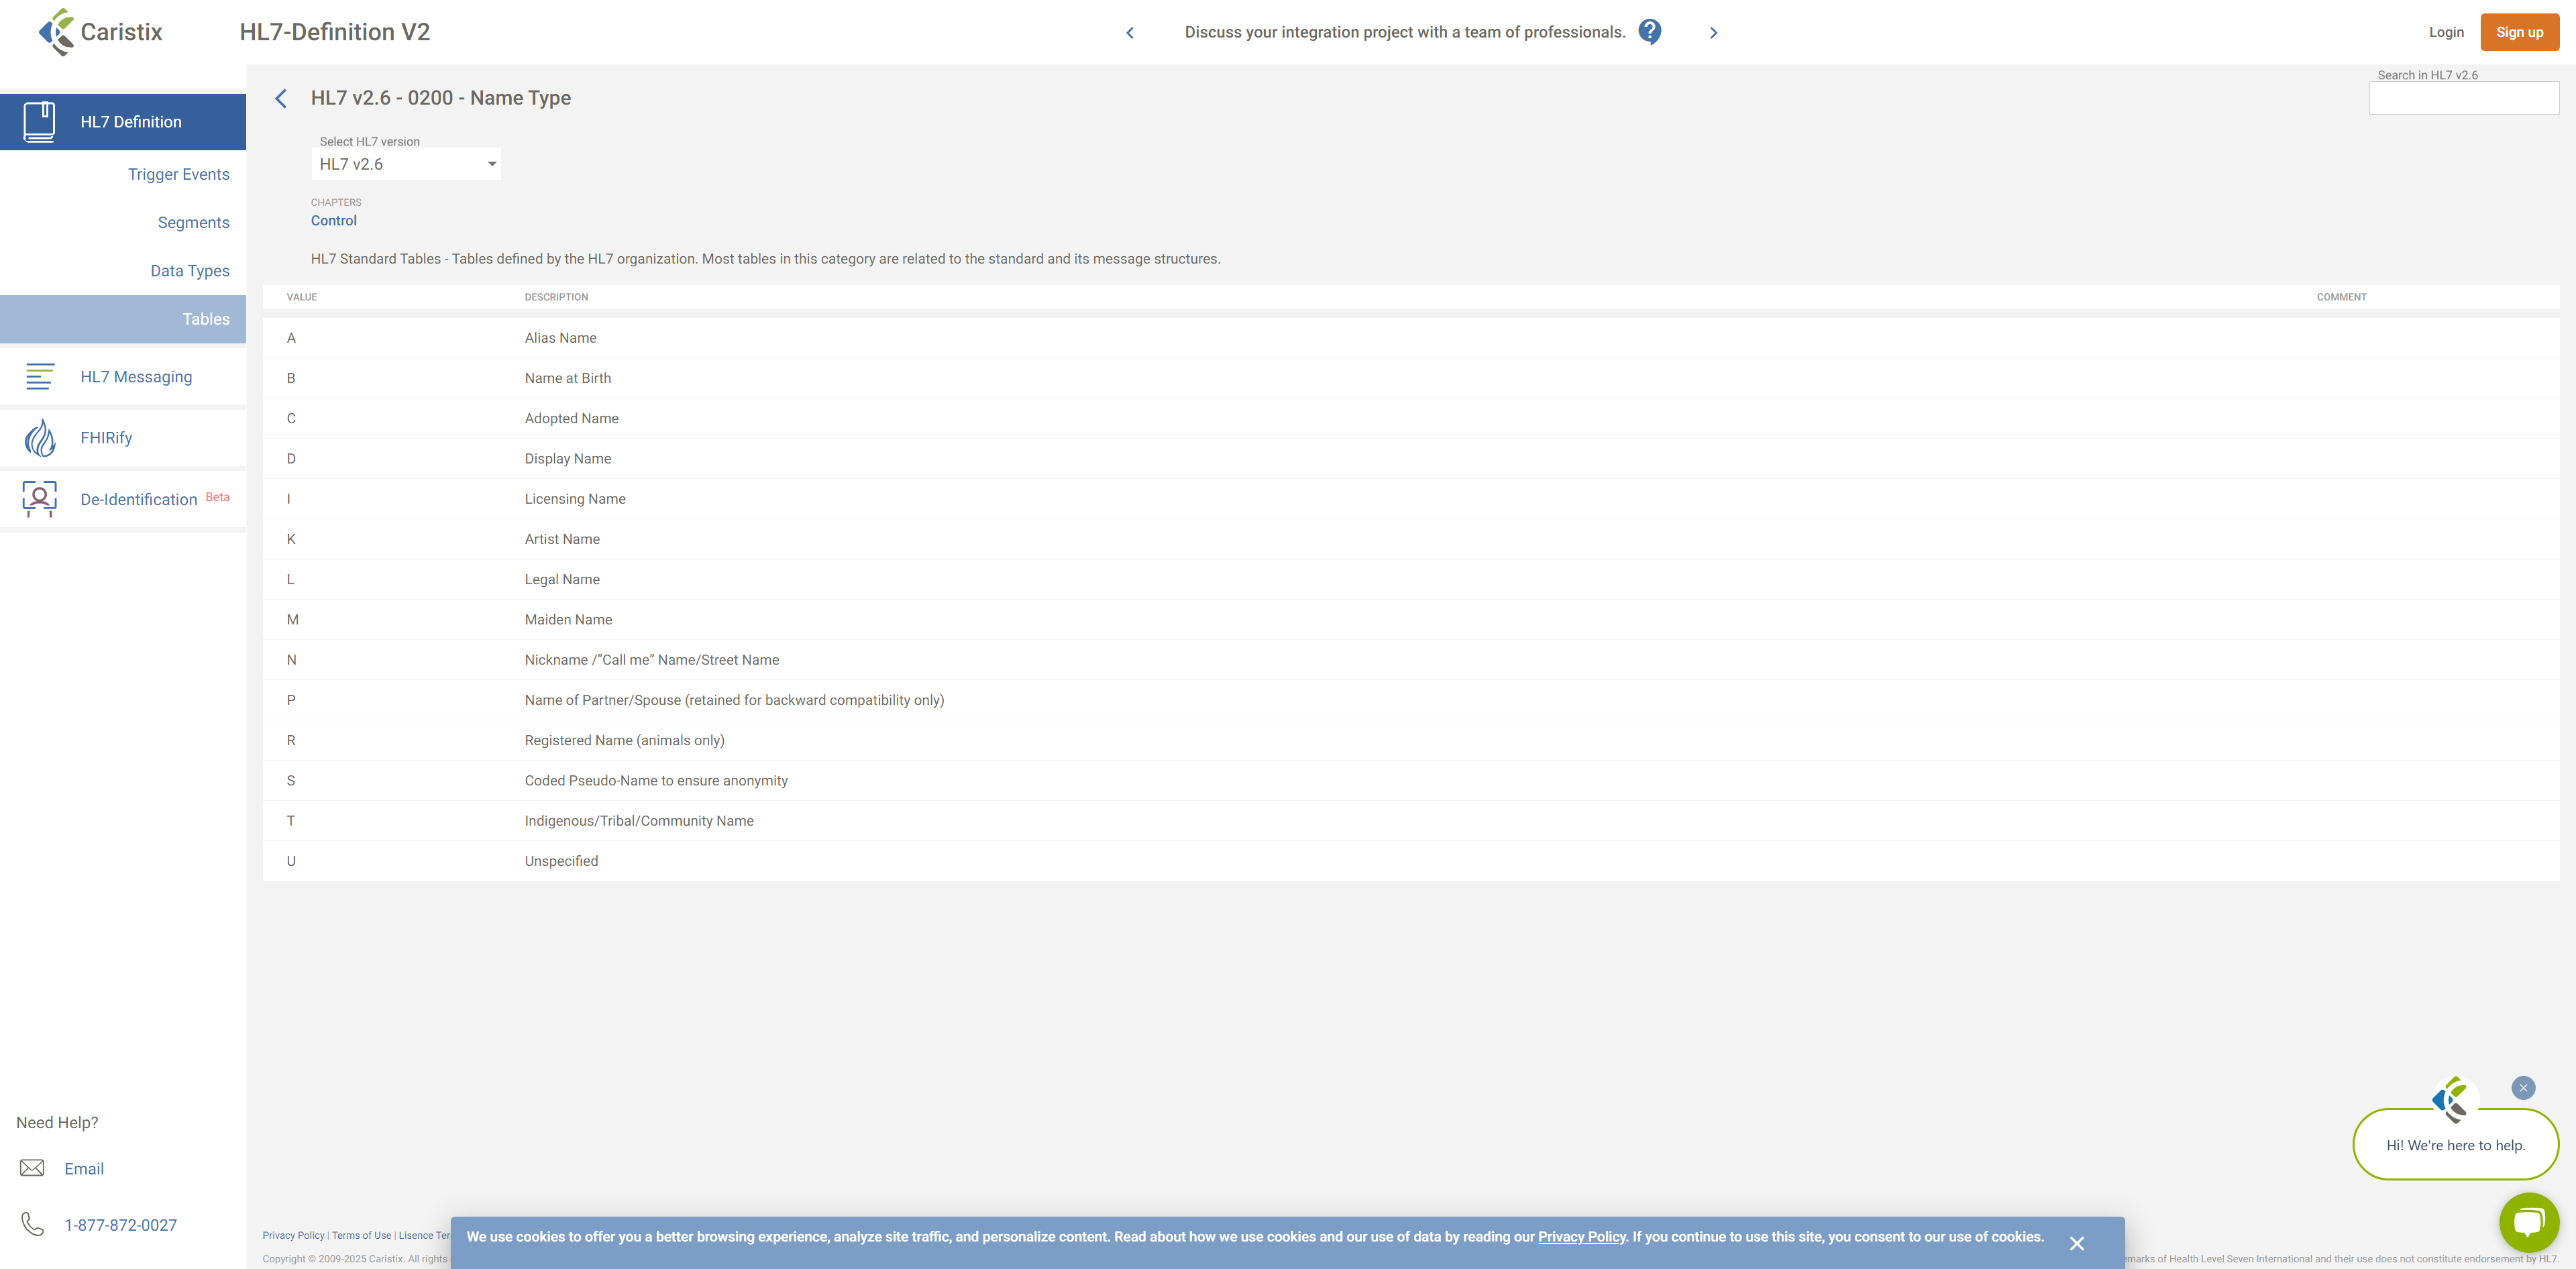 Caristix
HL7-Definition V2
Discuss your integration project with a team of professionals.
Login
Sign up
HL7 Definition
Trigger Events
Segments
Data Types
Tables
HL7 Messaging
FHIRify
De-Identification Beta
Need Help?
Email
1-877-872-0027
HL7 v2.6 - 0200 - Name Type
Search in HL7 v2.6
Select HL7 version
HL7 v2.6
CHAPTERS
Control
HL7 Standard Tables - Tables defined by the HL7 organization. Most tables in this category are related to the standard and its message structures.
VALUE DESCRIPTION COMMENT
A Alias Name
B Name at Birth
C Adopted Name
D Display Name
I Licensing Name
K Artist Name
L Legal Name
M Maiden Name
N Nickname /”Call me” Name/Street Name
P Name of Partner/Spouse (retained for backward compatibility only)
R Registered Name (animals only)
S Coded Pseudo-Name to ensure anonymity
T Indigenous/Tribal/Community Name
U Unspecified
Hi! We're here to help.
Privacy Policy | Terms of Use | Lisence Ter
We use cookies to offer you a better browsing experience, analyze site traffic, and personalize content. Read about how we use cookies and our use of data by reading our Privacy Policy. If you continue to use this site, you consent to our use of cookies.
Copyright © 2009-2025 Caristix. All rights
emarks of Health Level Seven International and their use does not constitute endorsement by HL7.